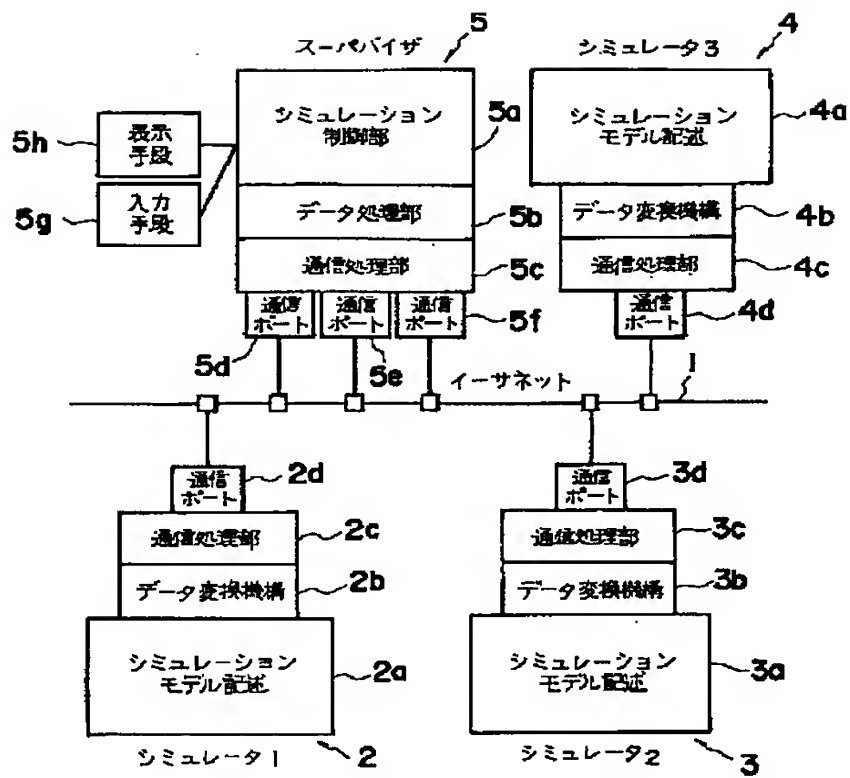 スーパバイザ
5
シミュレータ3
4
シミュレーション
制御部
5a
シミュレーション
モデル記述
4a
5h
表示
手段
5g
入力
手段
データ処理部
5b
データ変換機構
4b
通信処理部
5c
通信処理部
4c
通信
ポート
通信
ポート
通信
ポート
5f
通信
ポート
4d
5d
5e
イーサネット
1
通信
ポート
2d
通信
ポート
3d
通信処理部
2c
通信処理部
3c
データ変換機構
2b
データ変換機構
3b
シミュレーション
モデル記述
2a
シミュレーション
モデル記述
3a
シミュレータ1
2
シミュレータ2
3